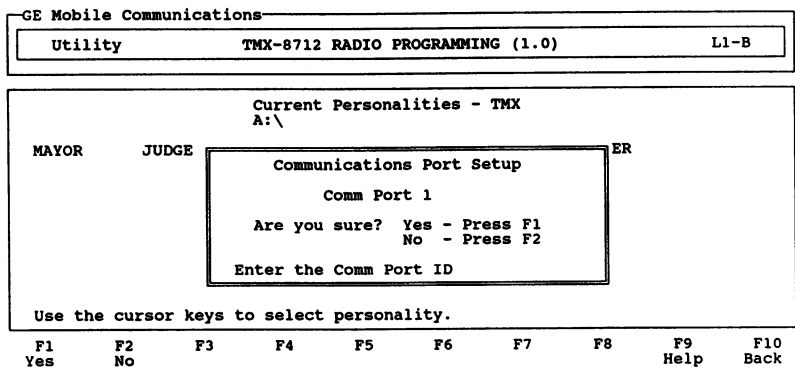 GE Mobile Communications
Utility TMX-8712 RADIO PROGRAMMING (1.0) L1-B
Current Personalities - TMX
A:\
MAYOR JUDGE ER
Communications Port Setup
Comm Port 1
Are you sure? Yes - Press F1
No - Press F2
Enter the Comm Port ID
Use the cursor keys to select personality.
F1 F2 F3 F4 F5 F6 F7 F8 F9 F10
Yes No Help Back